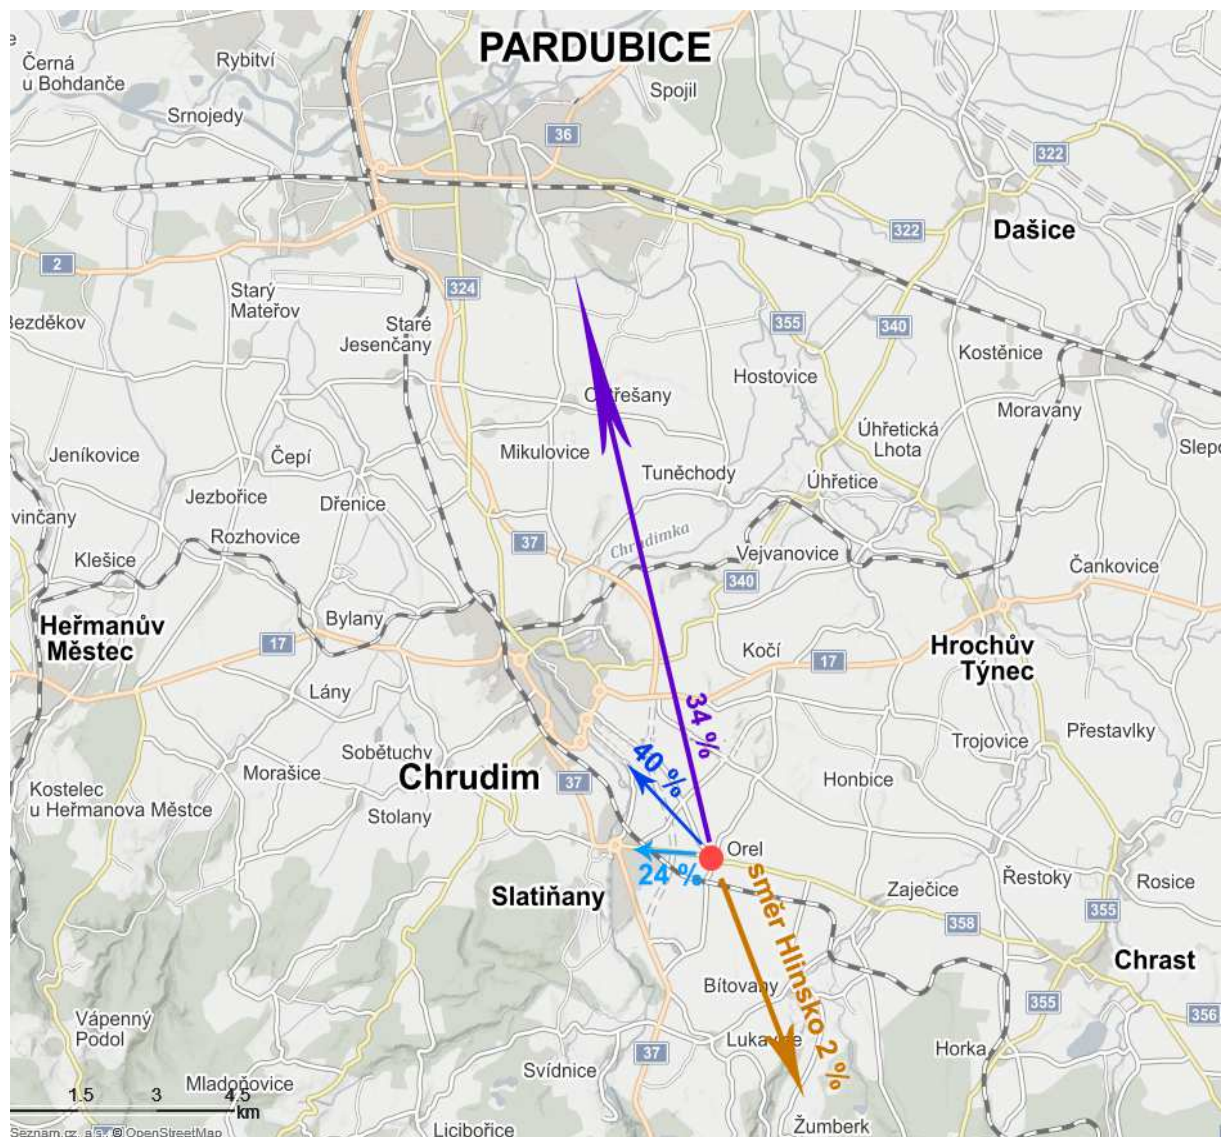 PARDUBICE
Černá
u Bohdanče
Rybitví
Spojil
Srnojedy
36
322
Dašice
322
2
Starý
Mateřov
324
Bezděkov
Staré
Jesenčany
355
340
Kostěnice
Hostovice
Moravany
Mikulovice
Úhřetická
Lhota
Jeníkovice
Čepí
Tuněchody
Úhřetice
Jezbořice
Dřenice
Rozhovice
37
Chrudimka
Vejvanovice
Klešice
340
Čankovice
Heřmanův
Městec
Bylany
17
Kočí
17
Hrochův
Týnec
Lány
34 %
Přestavlky
Sobětuchy
40 %
Trojovice
Morašice
Chrudim
37
Honbice
Kostelec
u Heřmanova Městce
Stolany
Orel
24 %
směr Hlinsko 2 %
Slatiňany
Zaječice
Řestoky
Rosice
358
355
Chrast
Bítovany
355
356
Vápenný
Podol
37
Horka
Svídnice
Mladoňovice
1.5 3 4.5
km
Žumberk
Licibořice
Seznam.cz, a.s., © OpenStreetMap